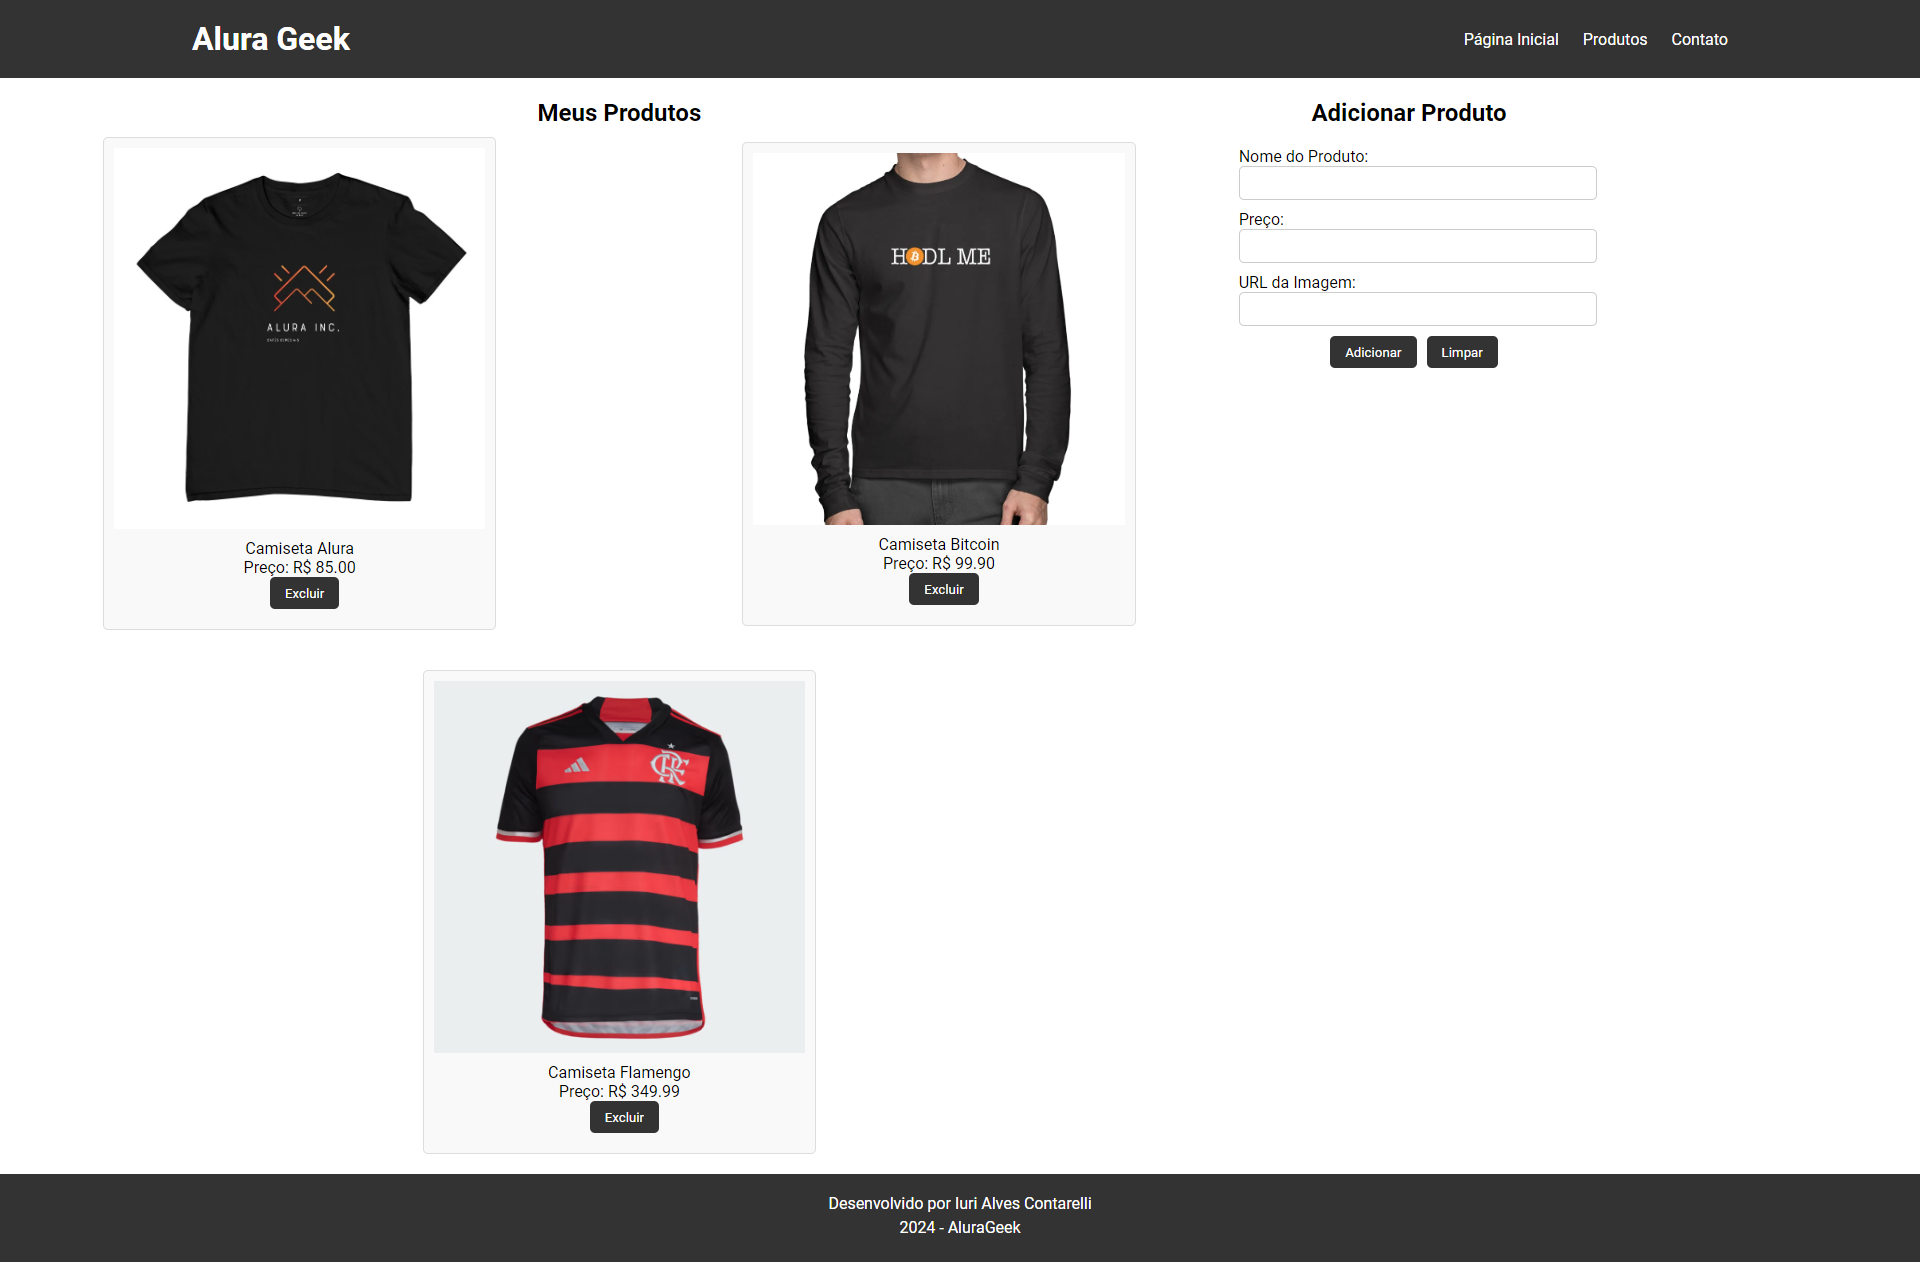 Alura Geek
Página Inicial
Produtos
Contato
Meus Produtos
ALURA INC.
Camiseta Alura
Preço: R$ 85.00
Excluir
HODL ME
Camiseta Bitcoin
Preço: R$ 99.90
Excluir
Camiseta Flamengo
Preço: R$ 349.99
Excluir
Adicionar Produto
Nome do Produto:
Preço:
URL da Imagem:
Adicionar
Limpar
Desenvolvido por Iuri Alves Contarelli
2024 - AluraGeek